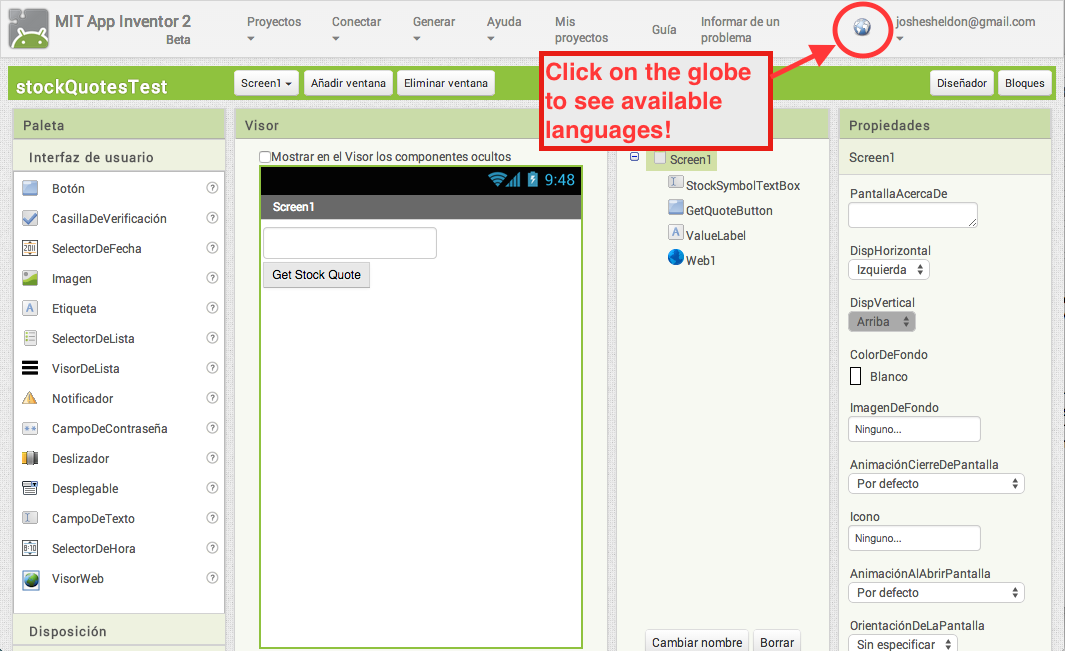 MIT App Inventor 2
Beta
Proyectos
Conectar
Generar
Ayuda
Mis
proyectos
Guía
Informar de un
problema
joshesheldon@gmail.com
Click on the globe
to see available
languages!
stockQuotesTest
Screen1
Añadir ventana
Eliminar ventana
Diseñador
Bloques
Paleta
Interfaz de usuario
Botón
CasillaDeVerificación
SelectorDeFecha
Imagen
Etiqueta
SelectorDeLista
VisorDeLista
Notificador
CampoDeContraseña
Deslizador
Desplegable
CampoDeTexto
SelectorDeHora
VisorWeb
Disposición
Visor
Mostrar en el Visor los componentes ocultos
9:48
Screen1
Get Stock Quote
Screen1
StockSymbolTextBox
GetQuoteButton
ValueLabel
Web1
Cambiar nombre
Borrar
Propiedades
Screen1
PantallaAcercaDe
DispHorizontal
Izquierda
DispVertical
Arriba
ColorDeFondo
Blanco
ImagenDeFondo
Ninguno...
AnimaciónCierreDePantalla
Por defecto
Icono
Ninguno...
AnimaciónAlAbrirPantalla
Por defecto
OrientaciónDeLaPantalla
Sin especificar